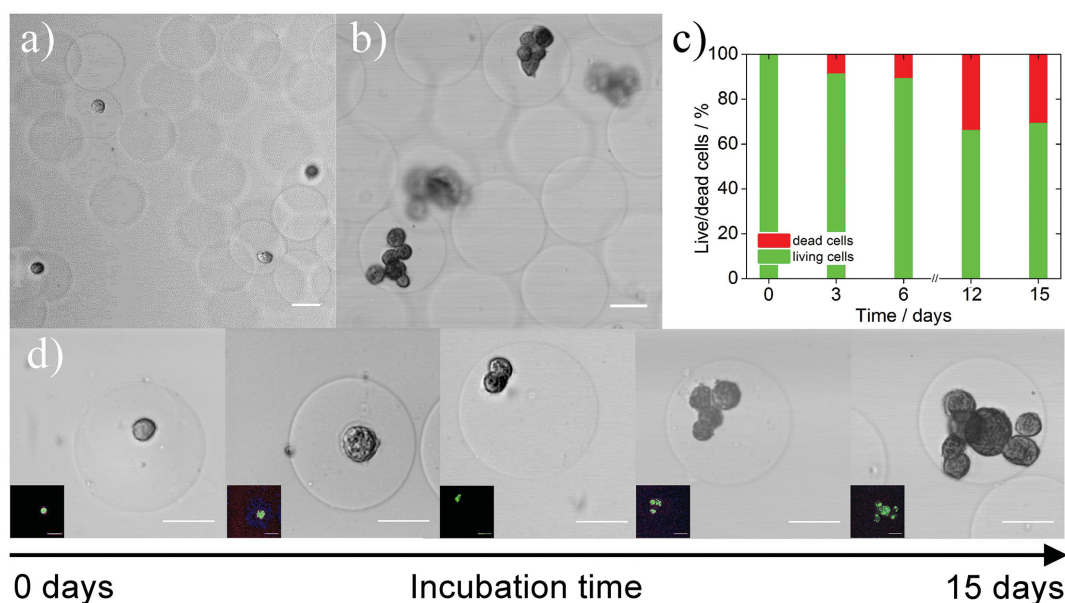 a)
b)
c)
100
80
60
40
20
0
Live/dead cells / %
dead cells
living cells
0 3 6 12 15
Time / days
d)
0 days Incubation time 15 days